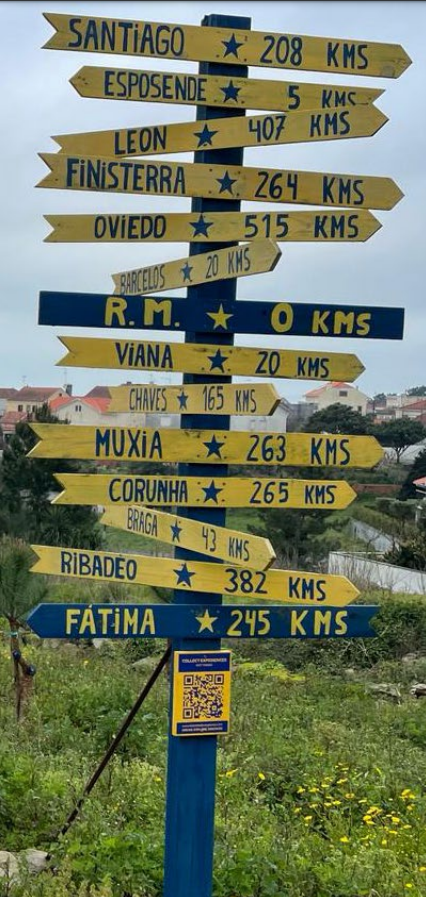 SANTIAGO ★ 208 KMS
ESPOSENDE ★ 5 KMS
LEON ★ 407 KMS
FINISTERRA ★ 264 KMS
OVIEDO ★ 515 KMS
BARCELOS ★ 20 KMS
R.M. ★ 0 KMS
VIANA ★ 20 KMS
CHAVES ★ 165 KMS
MUXIA ★ 263 KMS
CORUNHA ★ 265 KMS
BRAGA ★ 43 KMS
RIBADEO ★ 382 KMS
FÁTIMA ★ 245 KMS